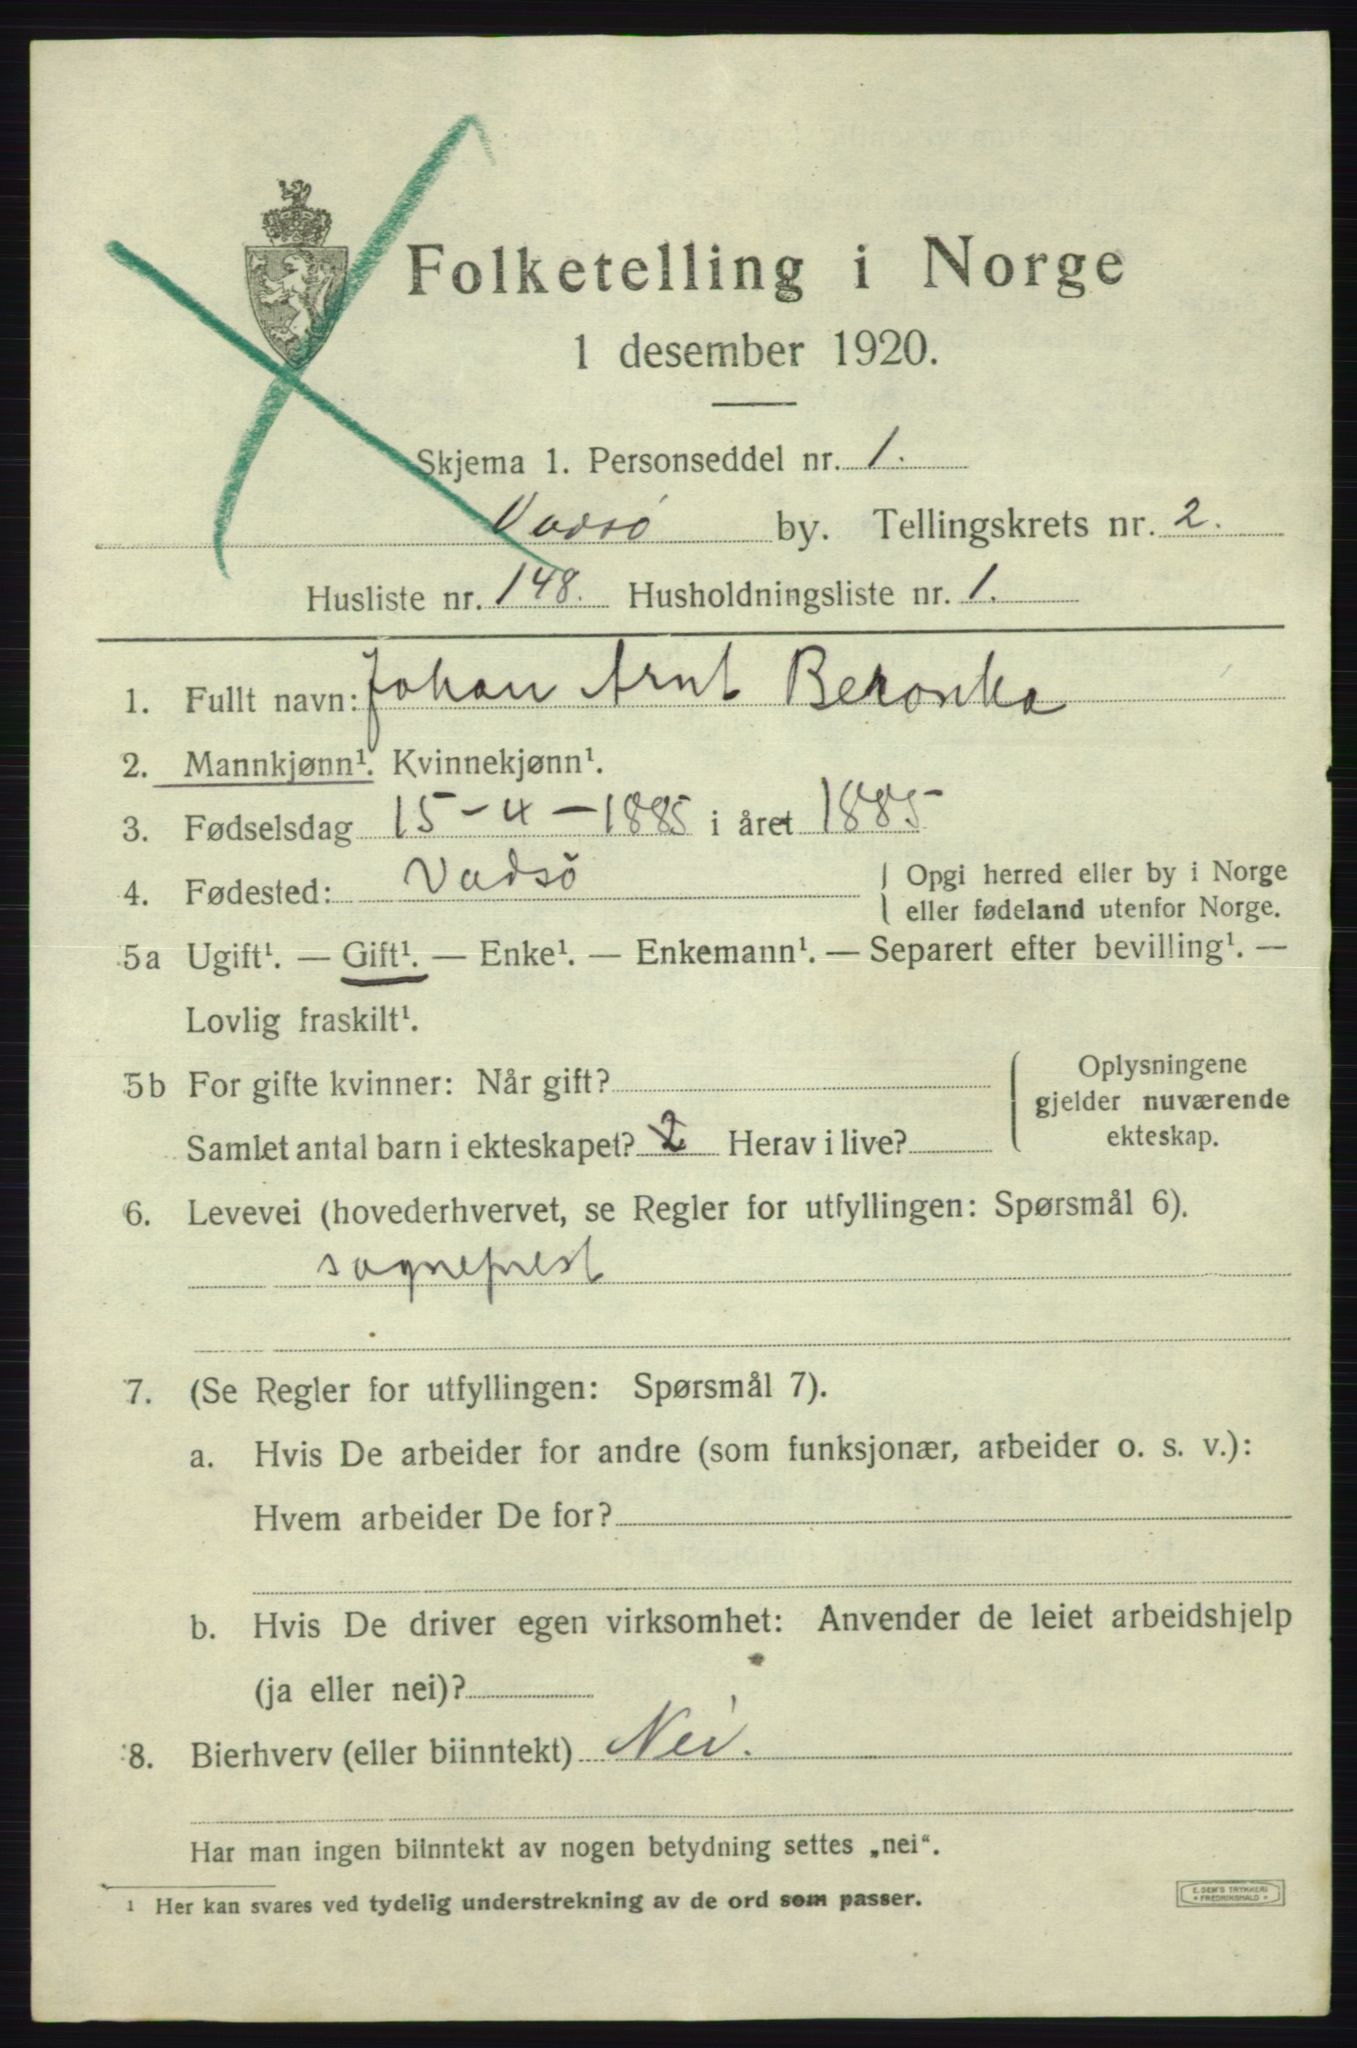 Folketelling i Norge
1 desember 1920.
Skjema 1. Personseddel nr. 1.
Vadsø by. Tellingskrets nr. 2.
Husliste nr. 148. Husholdningsliste nr. 1.
1. Fullt navn: Johan Arnt Beronka
2. Mannkjønn¹. Kvinnekjønn¹.
3. Fødselsdag 15-4-1885 i året 1885
4. Fødested: Vadsö
Opgi herred eller by i Norge
eller fødeland utenfor Norge.
5a Ugift¹. — Gift¹. — Enke¹. — Enkemann¹. — Separert efter bevilling¹. —
Lovlig fraskilt¹.
5b For gifte kvinner: Når gift?
Samlet antal barn i ekteskapet? 2 Herav i live?
Oplysningene
gjelder nuværende
ekteskap.
6. Levevei (hovederhvervet, se Regler for utfyllingen: Spørsmål 6).
sogneprest
7. (Se Regler for utfyllingen: Spørsmål 7).
a. Hvis De arbeider for andre (som funksjonær, arbeider o. s. v.):
Hvem arbeider De for?
b. Hvis De driver egen virksomhet: Anvender de leiet arbeidshjelp
(ja eller nei)?
8. Bierhverv (eller biinntekt) Nei.
Har man ingen biinntekt av nogen betydning settes „nei“.
¹ Her kan svares ved tydelig understrekning av de ord som passer.
E. SEM'S TRYKKERI
FREDRIKSHALD